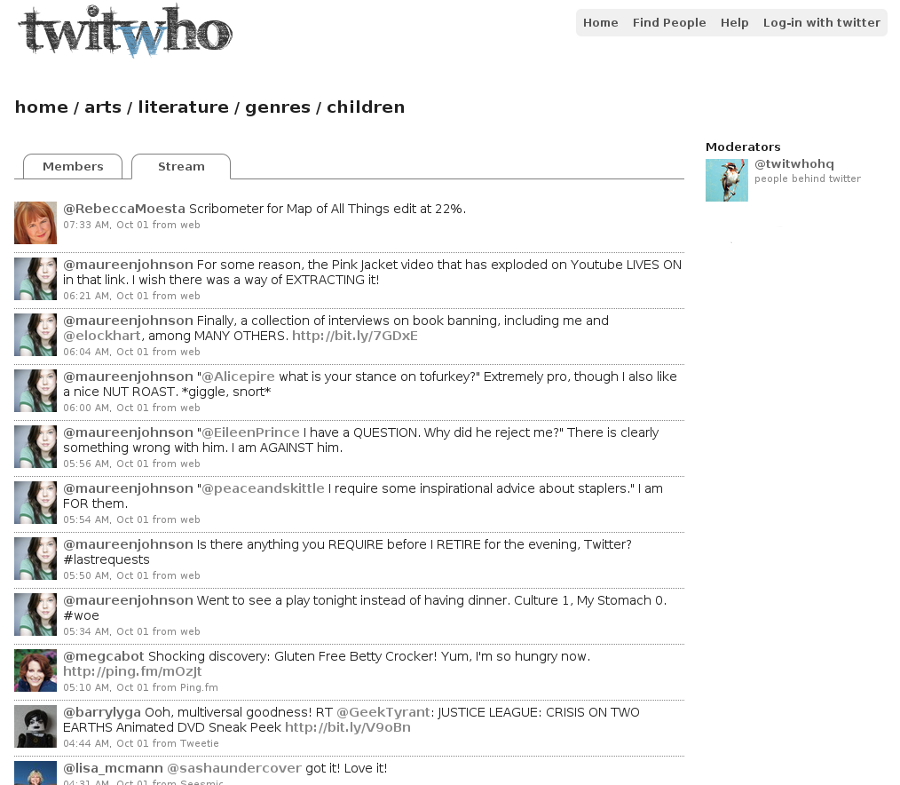 twitwho
Home Find People Help Log-in with twitter
home / arts / literature / genres / children
Members Stream
Moderators
@twitwhohq
people behind twitter
@RebeccaMoesta Scribometer for Map of All Things edit at 22%.
07:33 AM, Oct 01 from web
@maureenjohnson For some reason, the Pink Jacket video that has exploded on Youtube LIVES ON
in that link. I wish there was a way of EXTRACTING it!
06:21 AM, Oct 01 from web
@maureenjohnson Finally, a collection of interviews on book banning, including me and
@elockhart, among MANY OTHERS. http://bit.ly/7GDxE
06:04 AM, Oct 01 from web
@maureenjohnson "@Alicepire what is your stance on tofurkey?" Extremely pro, though I also like
a nice NUT ROAST. *giggle, snort*
06:00 AM, Oct 01 from web
@maureenjohnson "@EileenPrince I have a QUESTION. Why did he reject me?" There is clearly
something wrong with him. I am AGAINST him.
05:56 AM, Oct 01 from web
@maureenjohnson "@peaceandskittle I require some inspirational advice about staplers." I am
FOR them.
05:54 AM, Oct 01 from web
@maureenjohnson Is there anything you REQUIRE before I RETIRE for the evening, Twitter?
#lastrequests
05:50 AM, Oct 01 from web
@maureenjohnson Went to see a play tonight instead of having dinner. Culture 1, My Stomach 0.
#woe
05:34 AM, Oct 01 from web
@megcabot Shocking discovery: Gluten Free Betty Crocker! Yum, I'm so hungry now.
http://ping.fm/mOzJt
05:10 AM, Oct 01 from Ping.fm
@barrylyga Ooh, multiversal goodness! RT @GeekTyrant: JUSTICE LEAGUE: CRISIS ON TWO
EARTHS Animated DVD Sneak Peek http://bit.ly/V9oBn
04:44 AM, Oct 01 from Tweetie
@lisa_mcmann @sashaundercover got it! Love it!
04:31 AM, Oct 01 from Seesmic